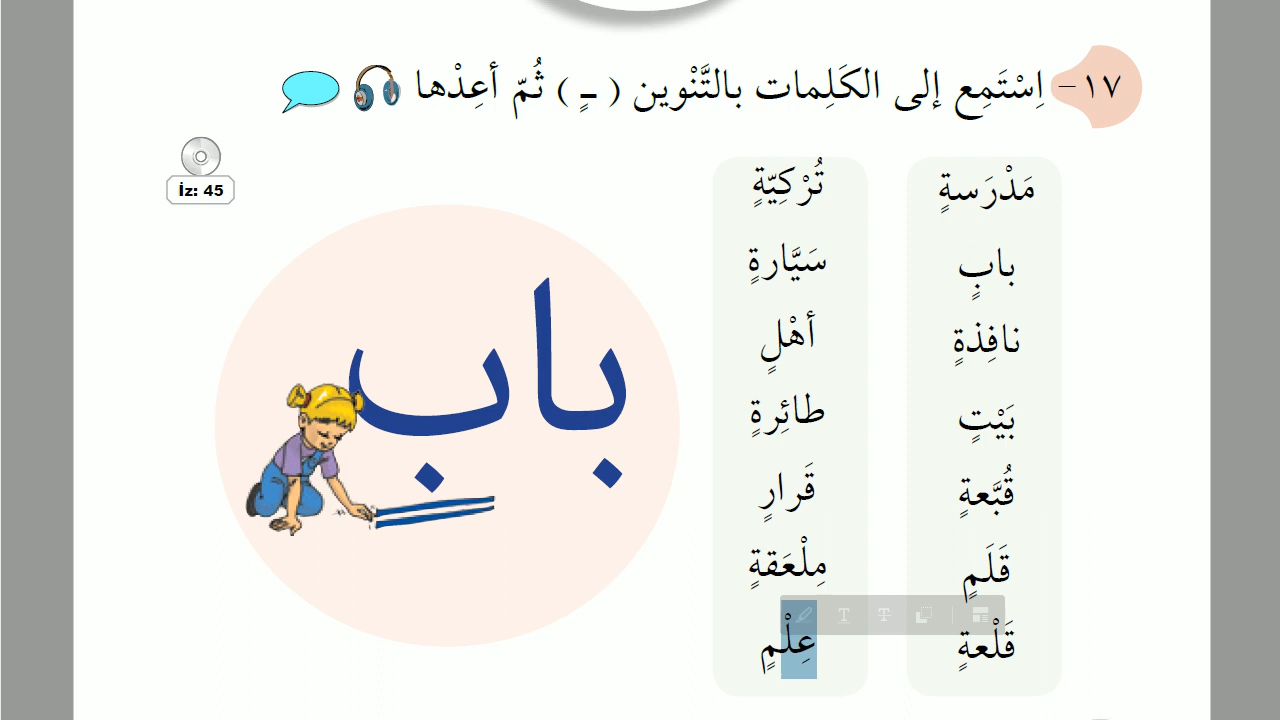 ١٧- اِسْتَمِع إلى الكَلِمات بالتَّنْوين ( ـٍ ) ثُمّ أعِدْها
İz: 45
مَدْرَسةٍ
بابٍ
نافِذةٍ
بَيْتٍ
قُبَّعةٍ
قَلَمٍ
قَلْعةٍ
تُرْكِيّةٍ
سَيَّارةٍ
أهْلٍ
طائِرةٍ
قَرارٍ
مِلْعَقةٍ
عِلْمٍ
بابٍ